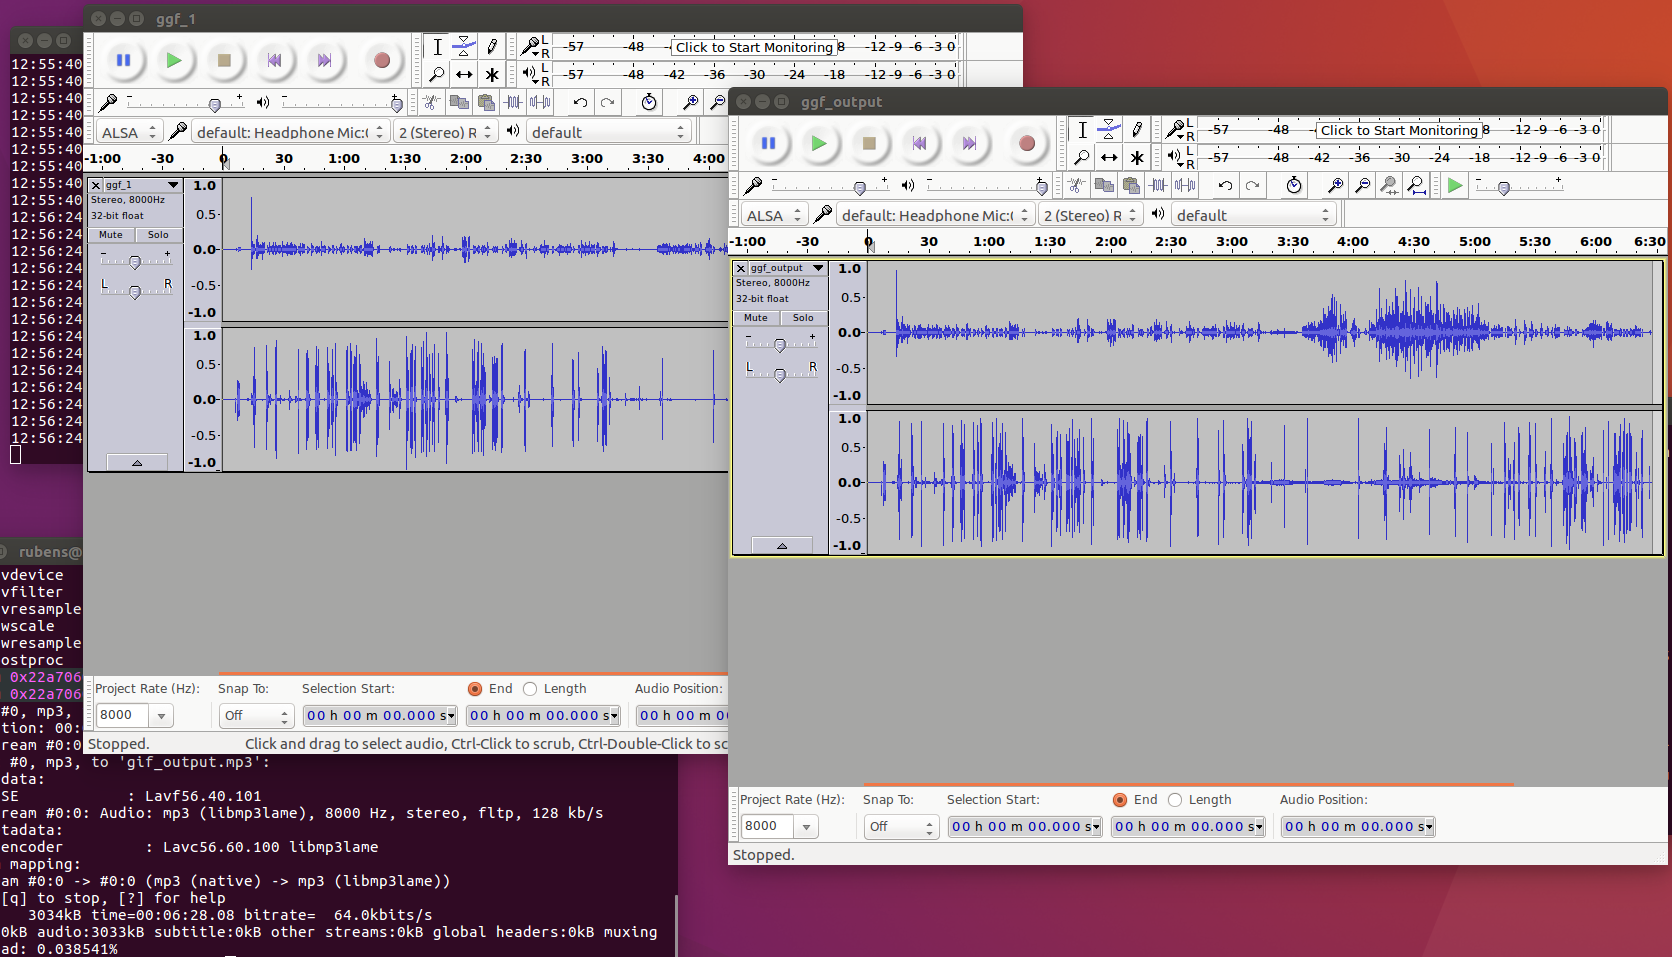 ggf_1
12:55:40
12:55:40
12:55:40
12:55:40
12:55:40
12:55:40
12:55:40
12:55:40
12:55:40
12:56:24
12:56:24
12:56:24
12:56:24
12:56:24
12:56:24
12:56:24
12:56:24
12:56:24
12:56:24
12:56:24
12:56:24
12:56:24
12:56:24
L
R
-57 -48 Click to Start Monitoring 8 -12 -9 -6 -3 0
L
R
-57 -48 -42 -36 -30 -24 -18 -12 -9 -6 -3 0
ALSA
default: Headphone Mic:(
2 (Stereo) R
default
-1:00 -30 0 30 1:00 1:30 2:00 2:30 3:00 3:30 4:00
ggf_1
Stereo, 8000Hz
32-bit float
Mute Solo
- +
L R
1.0
0.5
0.0
-0.5
-1.0
1.0
0.5
0.0
-0.5
-1.0
Project Rate (Hz): Snap To: Selection Start: End Length Audio Position:
8000 Off 00 h 00 m 00.000 s 00 h 00 m 00.000 s 00 h 00 m 0
Stopped. Click and drag to select audio, Ctrl-Click to scrub, Ctrl-Double-Click to sc
ggf_output
L
R
-57 -48 Click to Start Monitoring 8 -12 -9 -6 -3 0
L
R
-57 -48 -42 -36 -30 -24 -18 -12 -9 -6 -3 0
ALSA
default: Headphone Mic:(
2 (Stereo) R
default
-1:00 -30 0 30 1:00 1:30 2:00 2:30 3:00 3:30 4:00 4:30 5:00 5:30 6:00 6:30
ggf_output
Stereo, 8000Hz
32-bit float
Mute Solo
- +
L R
1.0
0.5
0.0
-0.5
-1.0
1.0
0.5
0.0
-0.5
-1.0
Project Rate (Hz): Snap To: Selection Start: End Length Audio Position:
8000 Off 00 h 00 m 00.000 s 00 h 00 m 00.000 s 00 h 00 m 00.000 s
Stopped.
rubens@
vdevice
vfilter
vresample
wscale
wresample
ostproc
0x22a706
0x22a706
#0, mp3,
tion: 00:
ream #0:0
#0, mp3, to 'gif_output.mp3':
data:
SE : Lavf56.40.101
ream #0:0: Audio: mp3 (libmp3lame), 8000 Hz, stereo, fltp, 128 kb/s
tadata:
encoder : Lavc56.60.100 libmp3lame
mapping:
am #0:0 -> #0:0 (mp3 (native) -> mp3 (libmp3lame))
[q] to stop, [?] for help
3034kB time=00:06:28.08 bitrate= 64.0kbits/s
0kB audio:3033kB subtitle:0kB other streams:0kB global headers:0kB muxing
ad: 0.038541%